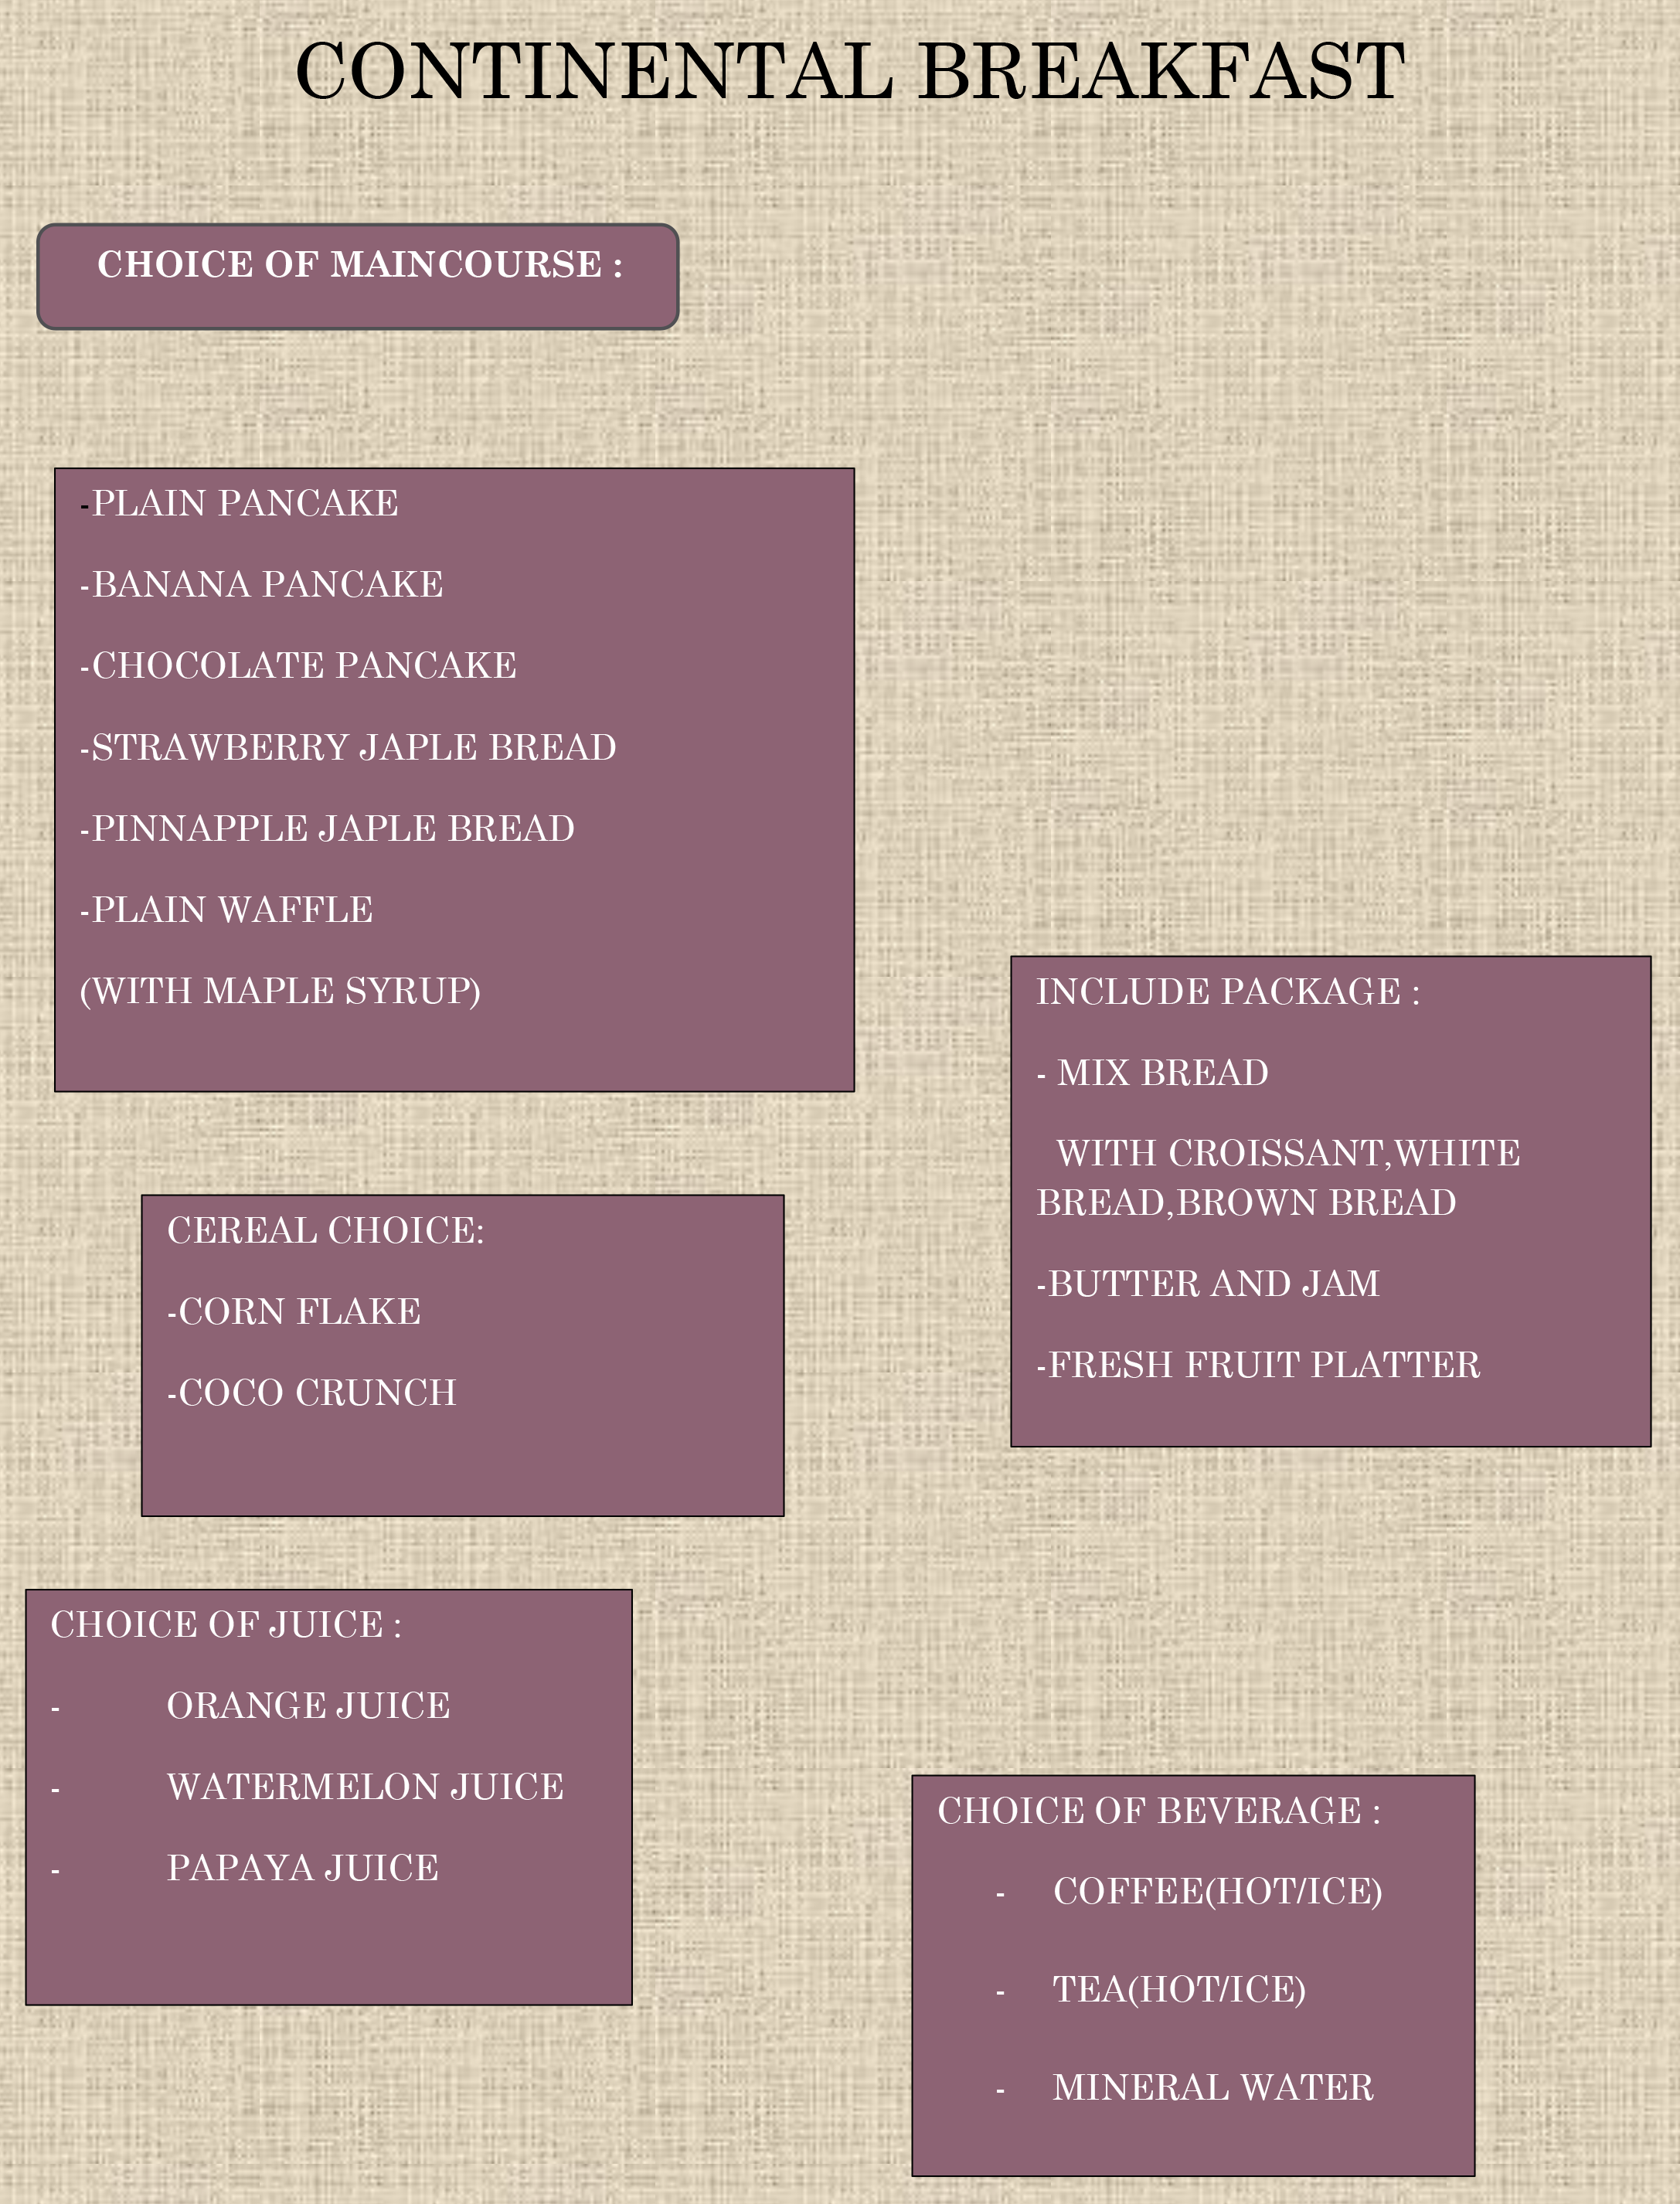 CONTINENTAL BREAKFAST
CHOICE OF MAINCOURSE :
-PLAIN PANCAKE
-BANANA PANCAKE
-CHOCOLATE PANCAKE
-STRAWBERRY JAPLE BREAD
-PINNAPPLE JAPLE BREAD
-PLAIN WAFFLE
(WITH MAPLE SYRUP)
INCLUDE PACKAGE :
- MIX BREAD
WITH CROISSANT,WHITE
BREAD,BROWN BREAD
-BUTTER AND JAM
-FRESH FRUIT PLATTER
CEREAL CHOICE:
-CORN FLAKE
-COCO CRUNCH
CHOICE OF JUICE :
- ORANGE JUICE
- WATERMELON JUICE
- PAPAYA JUICE
CHOICE OF BEVERAGE :
- COFFEE(HOT/ICE)
- TEA(HOT/ICE)
- MINERAL WATER